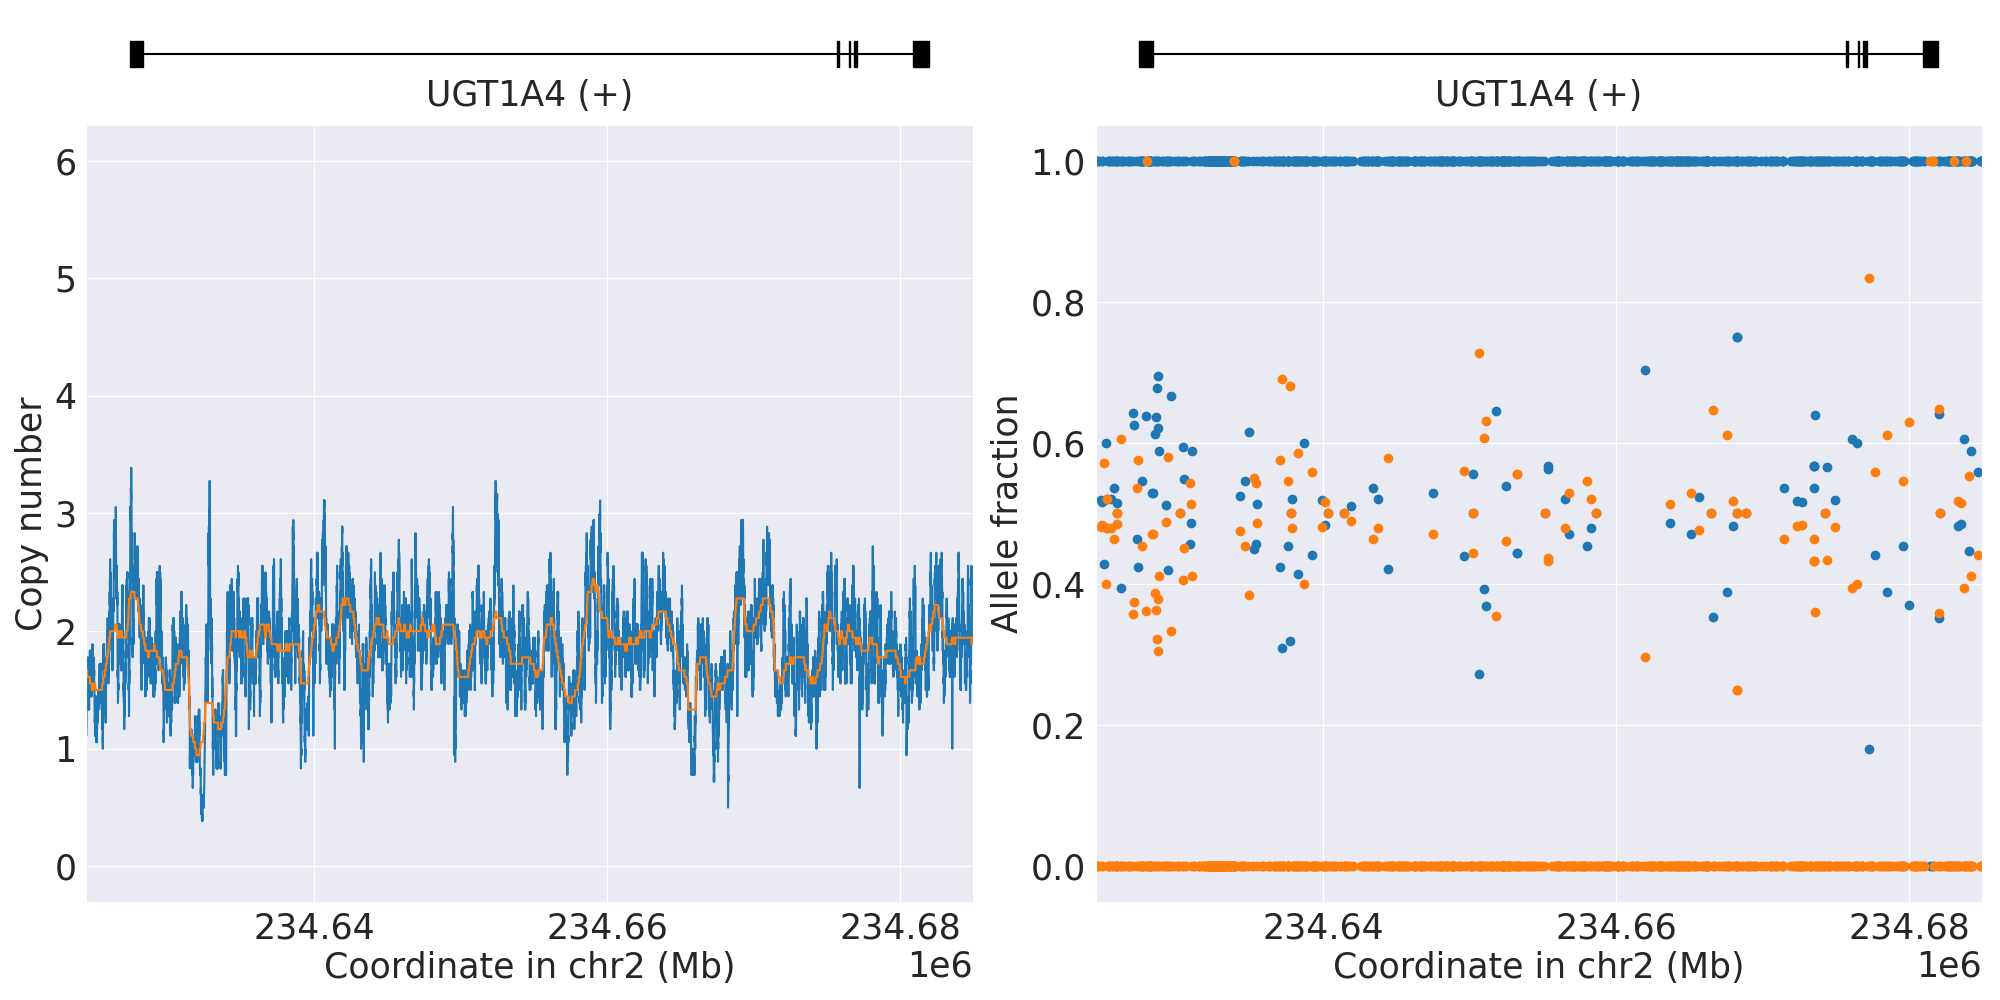 UGT1A4 (+)
6
5
4
3
2
1
0
Copy number
234.64
234.66
234.68
Coordinate in chr2 (Mb)
1e6
UGT1A4 (+)
1.0
0.8
0.6
0.4
0.2
0.0
Allele fraction
234.64
234.66
234.68
Coordinate in chr2 (Mb)
1e6